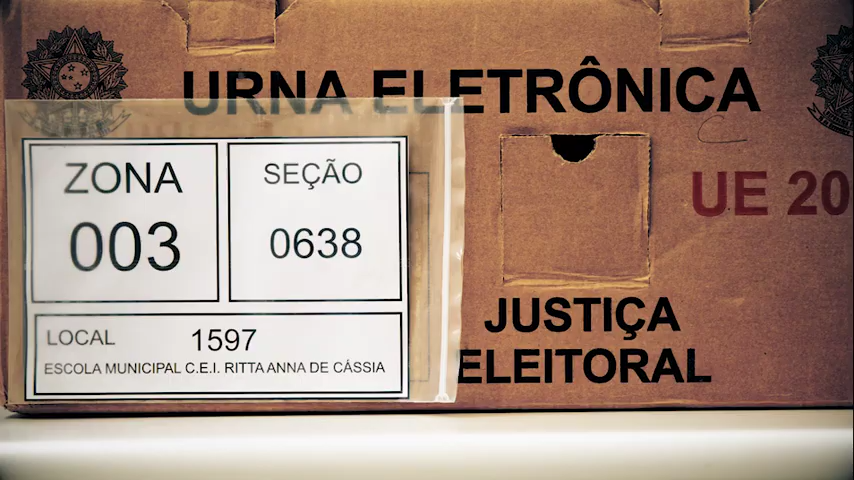 URNA ELETRÔNICA
ZONA
003
SEÇÃO
0638
LOCAL 1597
ESCOLA MUNICIPAL C.E.I. RITTA ANNA DE CÁSSIA
UE 20
JUSTIÇA
ELEITORAL